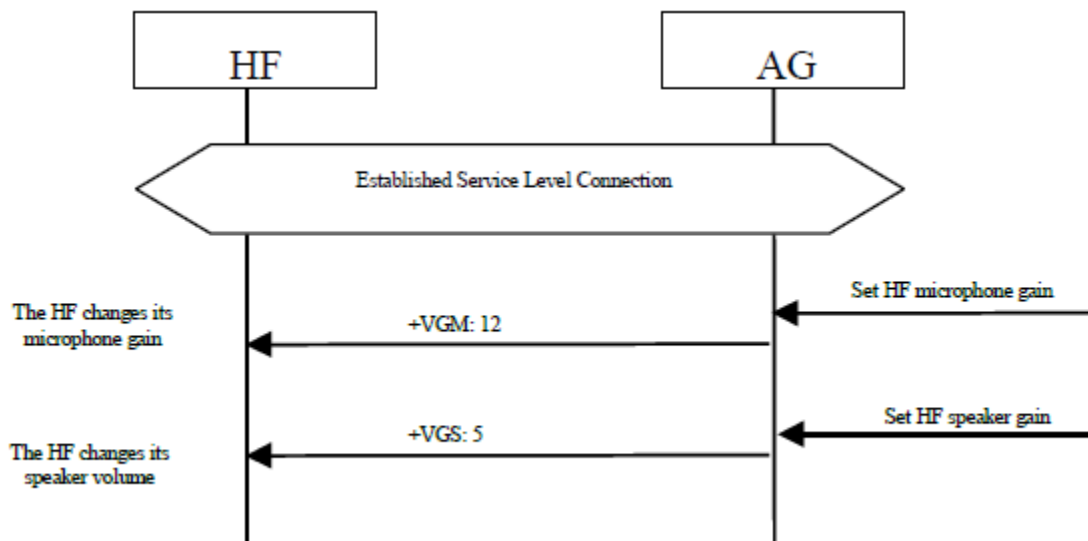 HF
AG
Established Service Level Connection
Set HF microphone gain
The HF changes its
microphone gain
+VGM: 12
Set HF speaker gain
+VGS: 5
The HF changes its
speaker volume